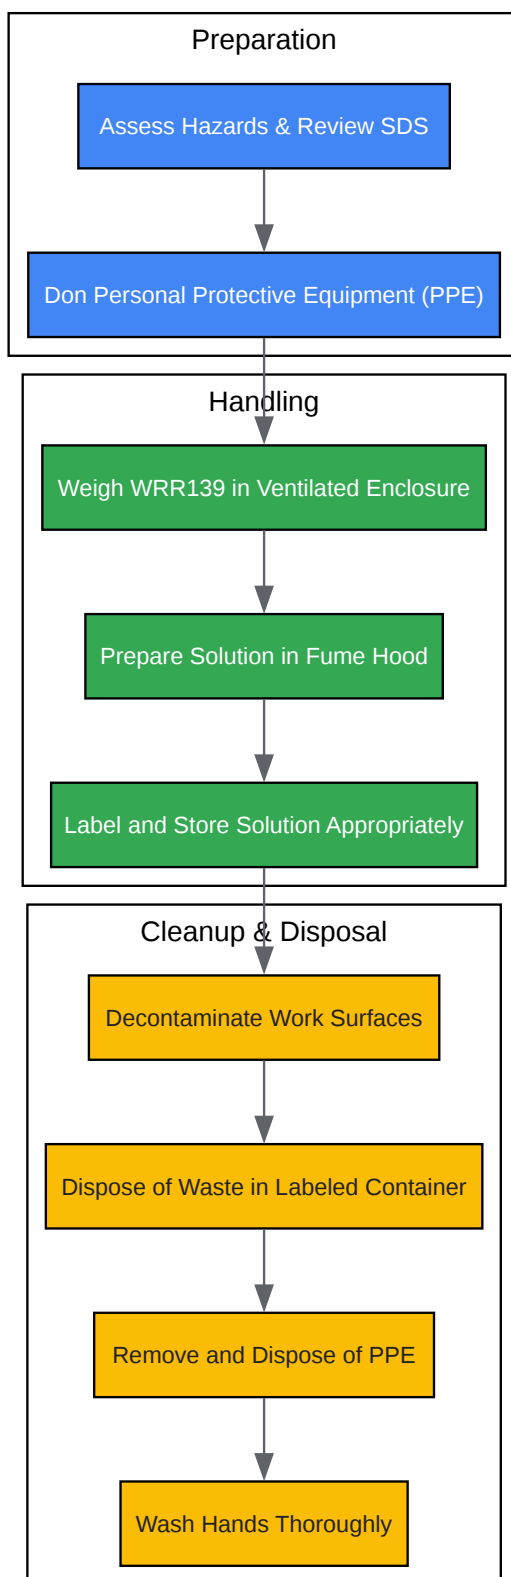 Preparation
Assess Hazards & Review SDS
Don Personal Protective Equipment (PPE)
Handling
Weigh WRR139 in Ventilated Enclosure
Prepare Solution in Fume Hood
Label and Store Solution Appropriately
Cleanup & Disposal
Decontaminate Work Surfaces
Dispose of Waste in Labeled Container
Remove and Dispose of PPE
Wash Hands Thoroughly